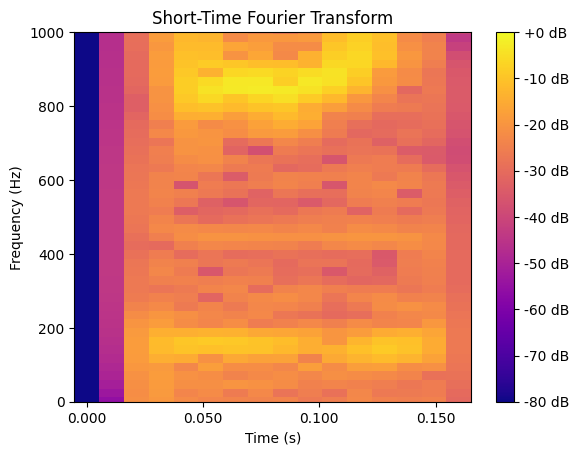 Short-Time Fourier Transform
1000
800
600
400
200
0
Frequency (Hz)
0.000
0.050
0.100
0.150
Time (s)
+0 dB
-10 dB
-20 dB
-30 dB
-40 dB
-50 dB
-60 dB
-70 dB
-80 dB